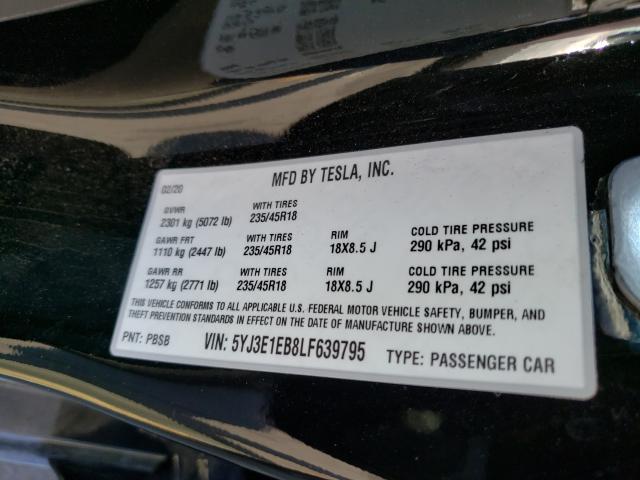 MFD BY TESLA, INC.
02/20
GVWR WITH TIRES
2301 kg (5072 lb) 235/45R18
GAWR FRT WITH TIRES RIM COLD TIRE PRESSURE
1110 kg (2447 lb) 235/45R18 18X8.5 J 290 kPa, 42 psi
GAWR RR WITH TIRES RIM COLD TIRE PRESSURE
1257 kg (2771 lb) 235/45R18 18X8.5 J 290 kPa, 42 psi
THIS VEHICLE CONFORMS TO ALL APPLICABLE U.S. FEDERAL MOTOR VEHICLE SAFETY, BUMPER, AND
THEFT PREVENTION STANDARDS IN EFFECT ON THE DATE OF MANUFACTURE SHOWN ABOVE.
PNT: PBSB VIN: 5YJ3E1EB8LF639795 TYPE: PASSENGER CAR